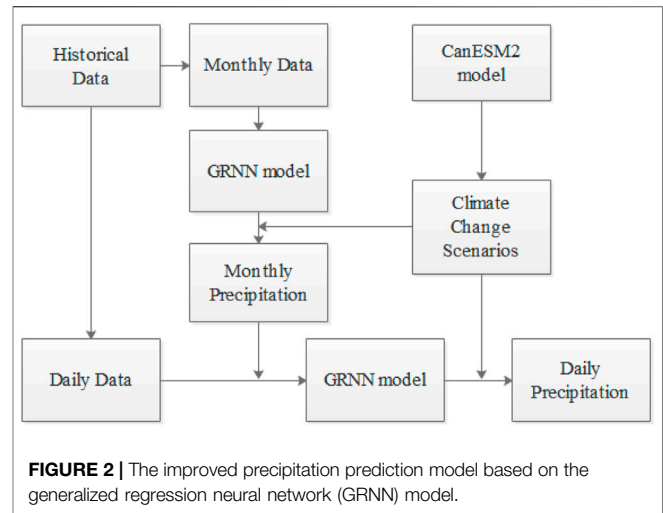 Historical
Data
Monthly Data
CanESM2
model
GRNN model
Climate
Change
Scenarios
Monthly
Precipitation
Daily Data
GRNN model
Daily
Precipitation
FIGURE 2 | The improved precipitation prediction model based on the
generalized regression neural network (GRNN) model.